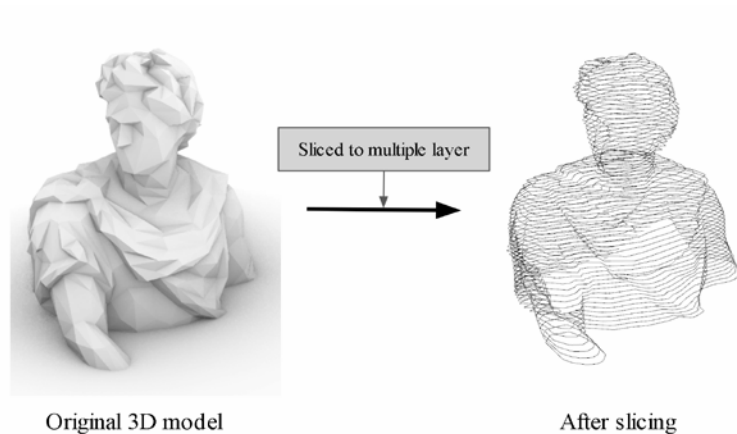 Sliced to multiple layer
Original 3D model
After slicing